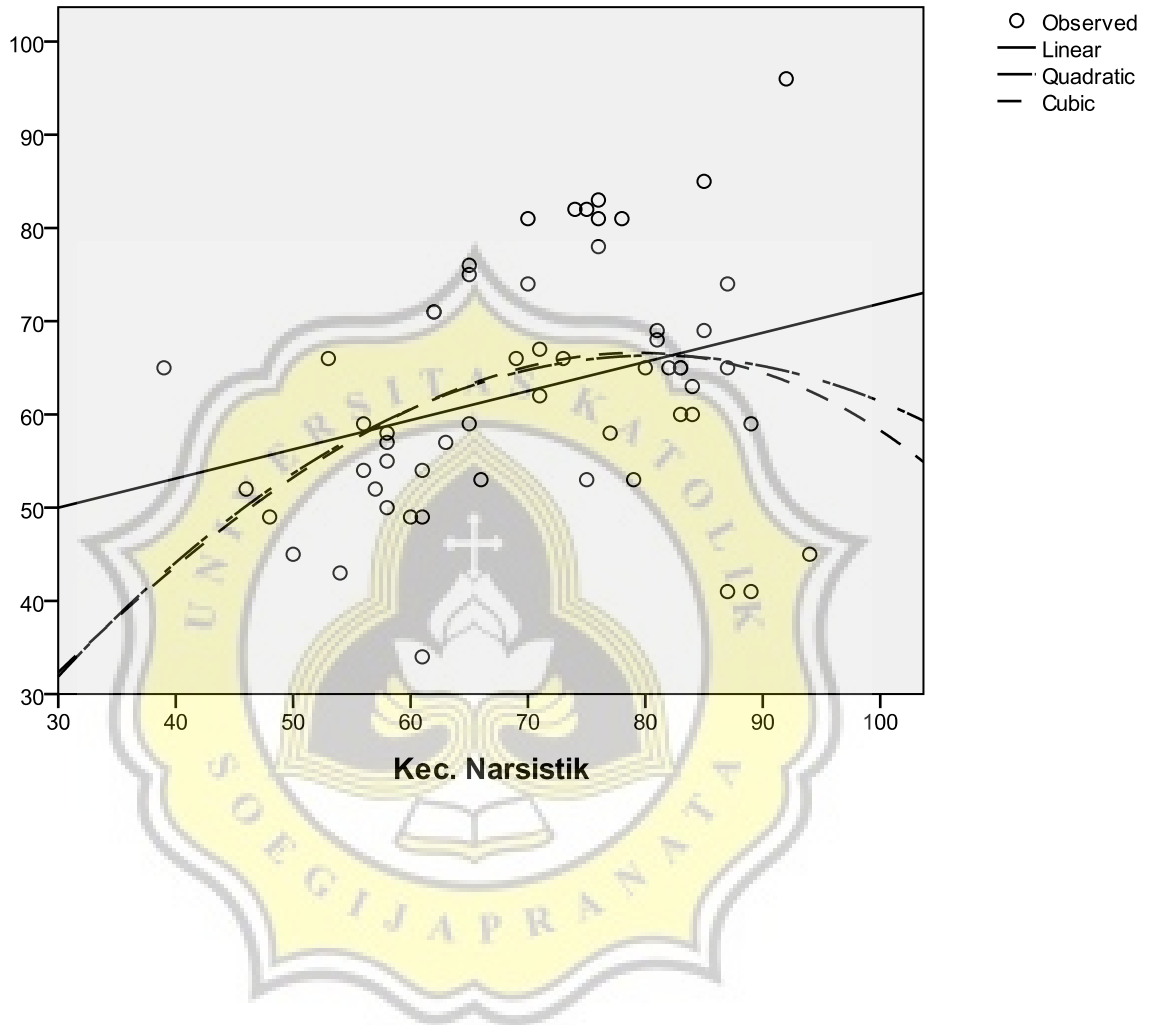 Observed
Linear
Quadratic
Cubic
100
90
80
70
60
50
40
30
30 40 50 60 70 80 90 100
Kec. Narsistik
UNIVERSITAS KATOLIK
SOEGIJAPRANATA